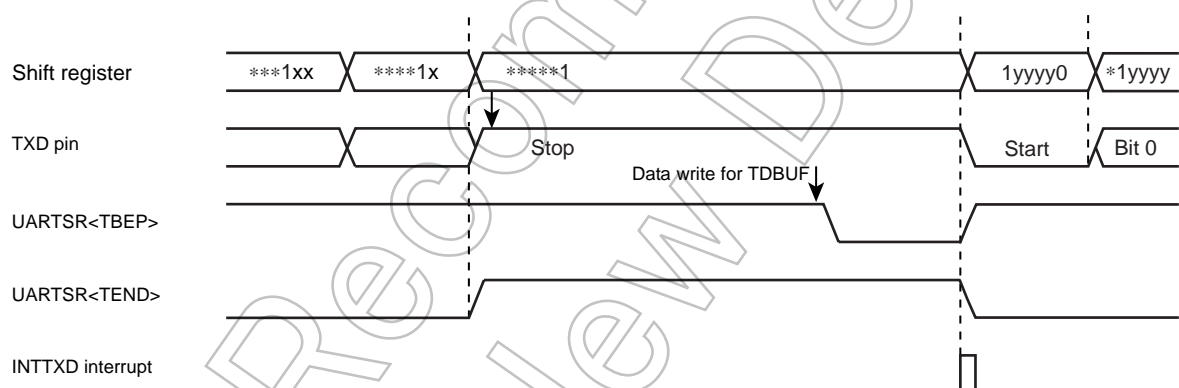 Shift register ***1xx ****1x *****1 1yyyy0 *1yyyy
TXD pin Stop Start Bit 0
Data write for TDBUF
UARTSR<TBEP>
UARTSR<TEND>
INTTXD interrupt